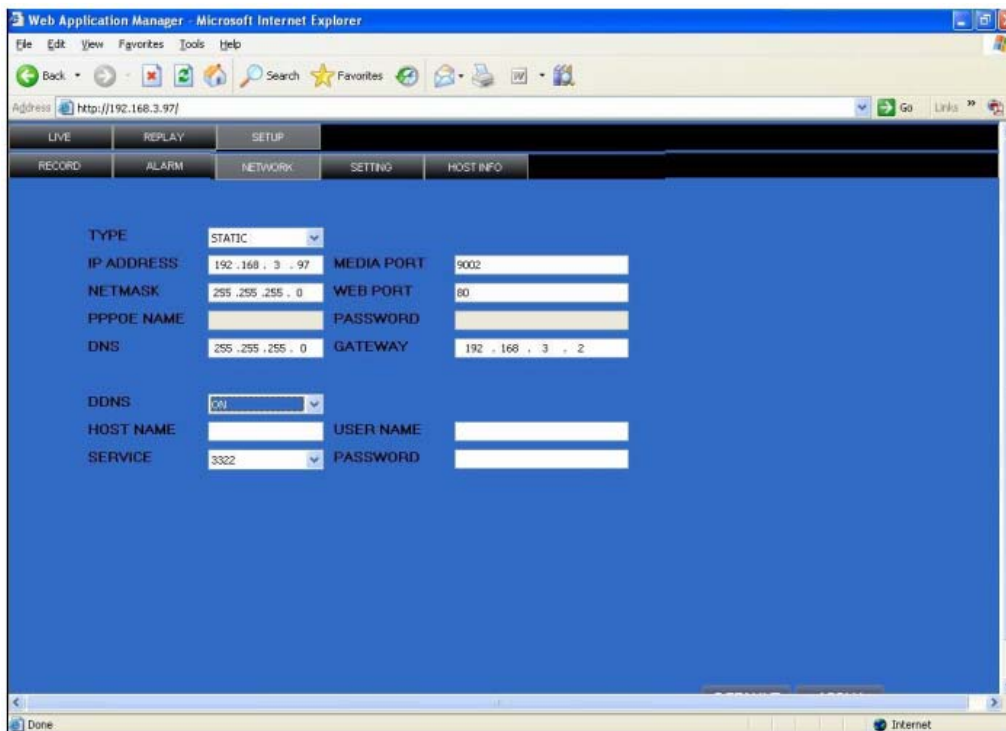 Web Application Manager - Microsoft Internet Explorer
File Edit View Favorites Tools Help
Back Search Favorites
Address http://192.168.3.97/ Go Links »
LIVE REPLAY SETUP
RECORD ALARM NETWORK SETTING HOST INFO
TYPE STATIC
IP ADDRESS 192 .168 . 3 . 97 MEDIA PORT 9002
NETMASK 255 .255 .255 . 0 WEB PORT 80
PPPOE NAME PASSWORD
DNS 255 .255 .255 . 0 GATEWAY 192 . 168 . 3 . 2
DDNS ON
HOST NAME USER NAME
SERVICE 3322 PASSWORD
Done Internet